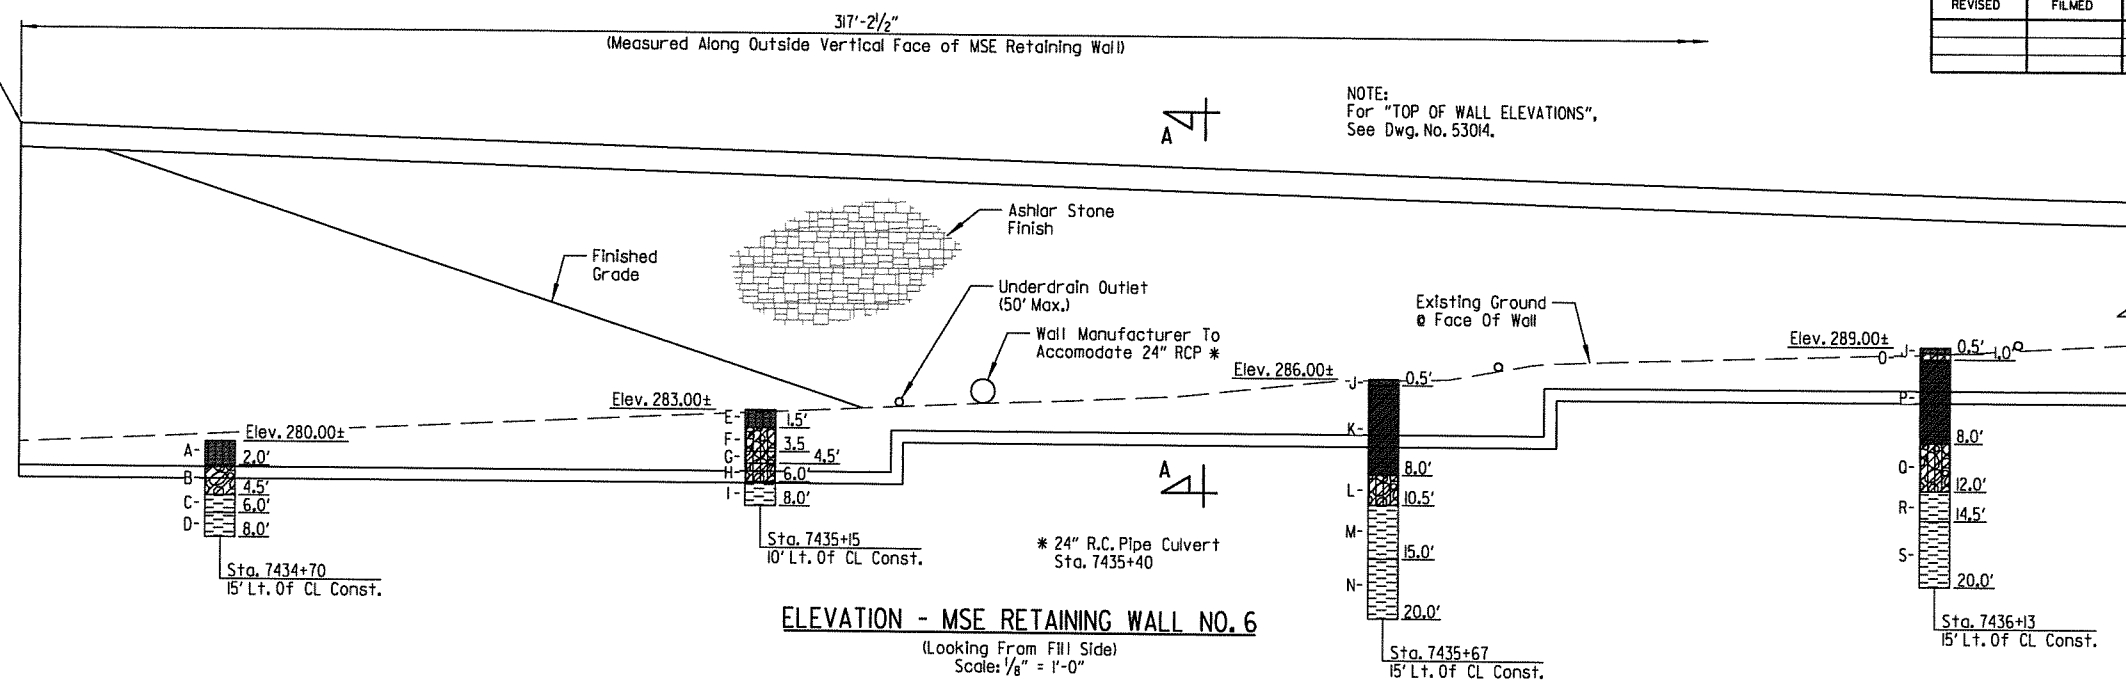 REVISED
FILMED
317'-2 1/2"
(Measured Along Outside Vertical Face of MSE Retaining Wall)
NOTE:
For "TOP OF WALL ELEVATIONS",
See Dwg. No. 53014.
A
Ashlar Stone
Finish
Finished
Grade
Underdrain Outlet
(50' Max.)
Wall Manufacturer To
Accomodate 24" RCP *
Existing Ground
@ Face Of Wall
Elev. 280.00±
A-
2.0'
B
4.5'
C-
6.0'
D-
8.0'
Sta. 7434+70
15' Lt. Of CL Const.
Elev. 283.00±
E-
1.5'
F-
3.5
G-
4.5'
H-
6.0'
I-
8.0'
Sta. 7435+15
10' Lt. Of CL Const.
A
* 24" R.C. Pipe Culvert
Sta. 7435+40
Elev. 286.00±
J-
0.5'
K-
8.0'
L-
10.5'
M-
15.0'
N-
20.0'
Sta. 7435+67
15' Lt. Of CL Const.
Elev. 289.00±
O-
J-
0.5'
1.0'
P-
8.0'
Q-
12.0'
R-
14.5'
S-
20.0'
Sta. 7436+13
15' Lt. Of CL Const.
ELEVATION - MSE RETAINING WALL NO. 6
(Looking From Fill Side)
Scale: 1/8" = 1'-0"